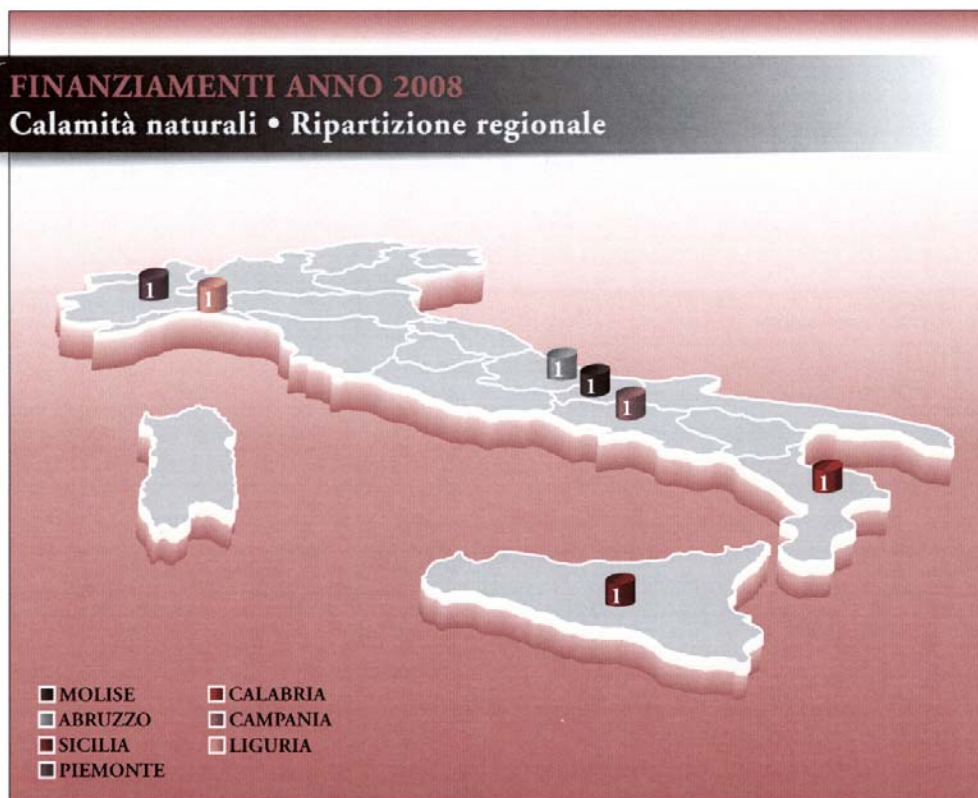 FINANZIAMENTI ANNO 2008
Calamità naturali • Ripartizione regionale
1
1
1
1
1
1
1
MOLISE
ABRUZZO
SICILIA
PIEMONTE
CALABRIA
CAMPANIA
LIGURIA